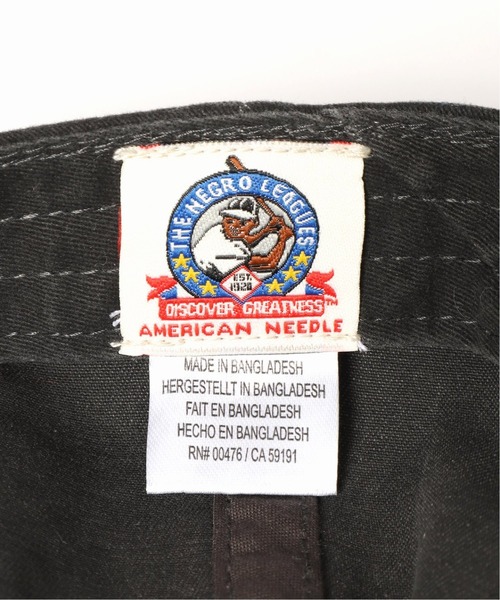 THE NEGRO LEAGUES
EST.
1920
DISCOVER GREATNESS™
AMERICAN NEEDLE
MADE IN BANGLADESH
HERGESTELLT IN BANGLADESH
FAIT EN BANGLADESH
HECHO EN BANGLADESH
RN# 00476 / CA 59191